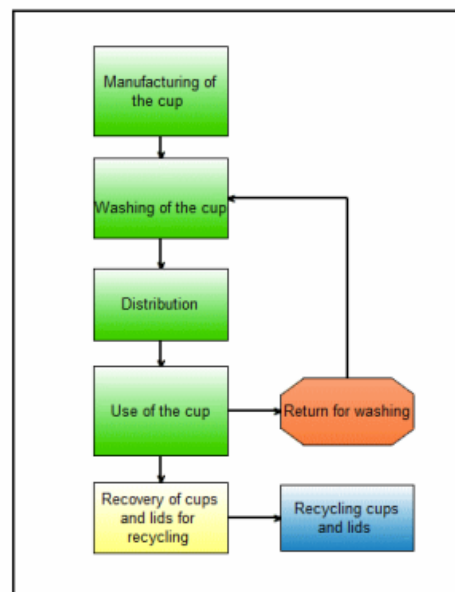 Manufacturing of
the cup
Washing of the cup
Distribution
Use of the cup
Return for washing
Recovery of cups
and lids for
recycling
Recycling cups
and lids